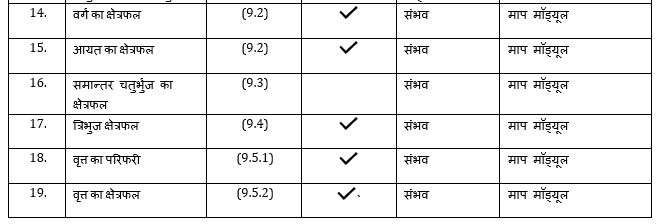 14. वर्ग का क्षेत्रफल (9.2) ✓ संभव माप मॉड्यूल
15. आयत का क्षेत्रफल (9.2) ✓ संभव माप मॉड्यूल
16. समान्तर चतुर्भुज का (9.3) संभव माप मॉड्यूल
क्षेत्रफल
17. त्रिभुज क्षेत्रफल (9.4) ✓ संभव माप मॉड्यूल
18. वृत्त का परिफरी (9.5.1) ✓ संभव माप मॉड्यूल
19. वृत्त का क्षेत्रफल (9.5.2) ✓ संभव माप मॉड्यूल